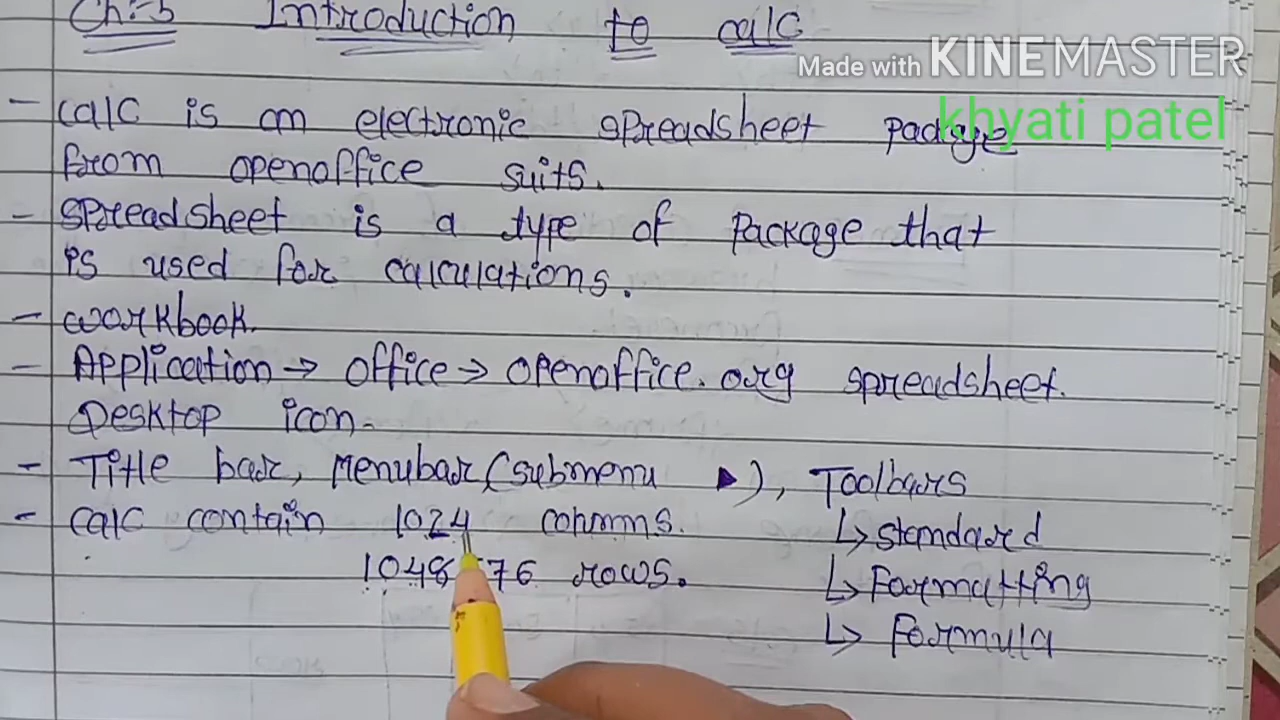 Ch:-5 Introduction to calc
Made with KINEMASTER
khyati patel
- calc is an electronic spreadsheet package
from openoffice suits.
- spreadsheet is a type of package that
is used for calculations.
- workbook.
- Application → office → openoffice.org spreadsheet.
Desktop icon.
- Title bar, Menubar (submenu ▶), Toolbars
- calc contain 1024 columns.
↳ standard
76 rows.
↳ Formatting
↳ Formula